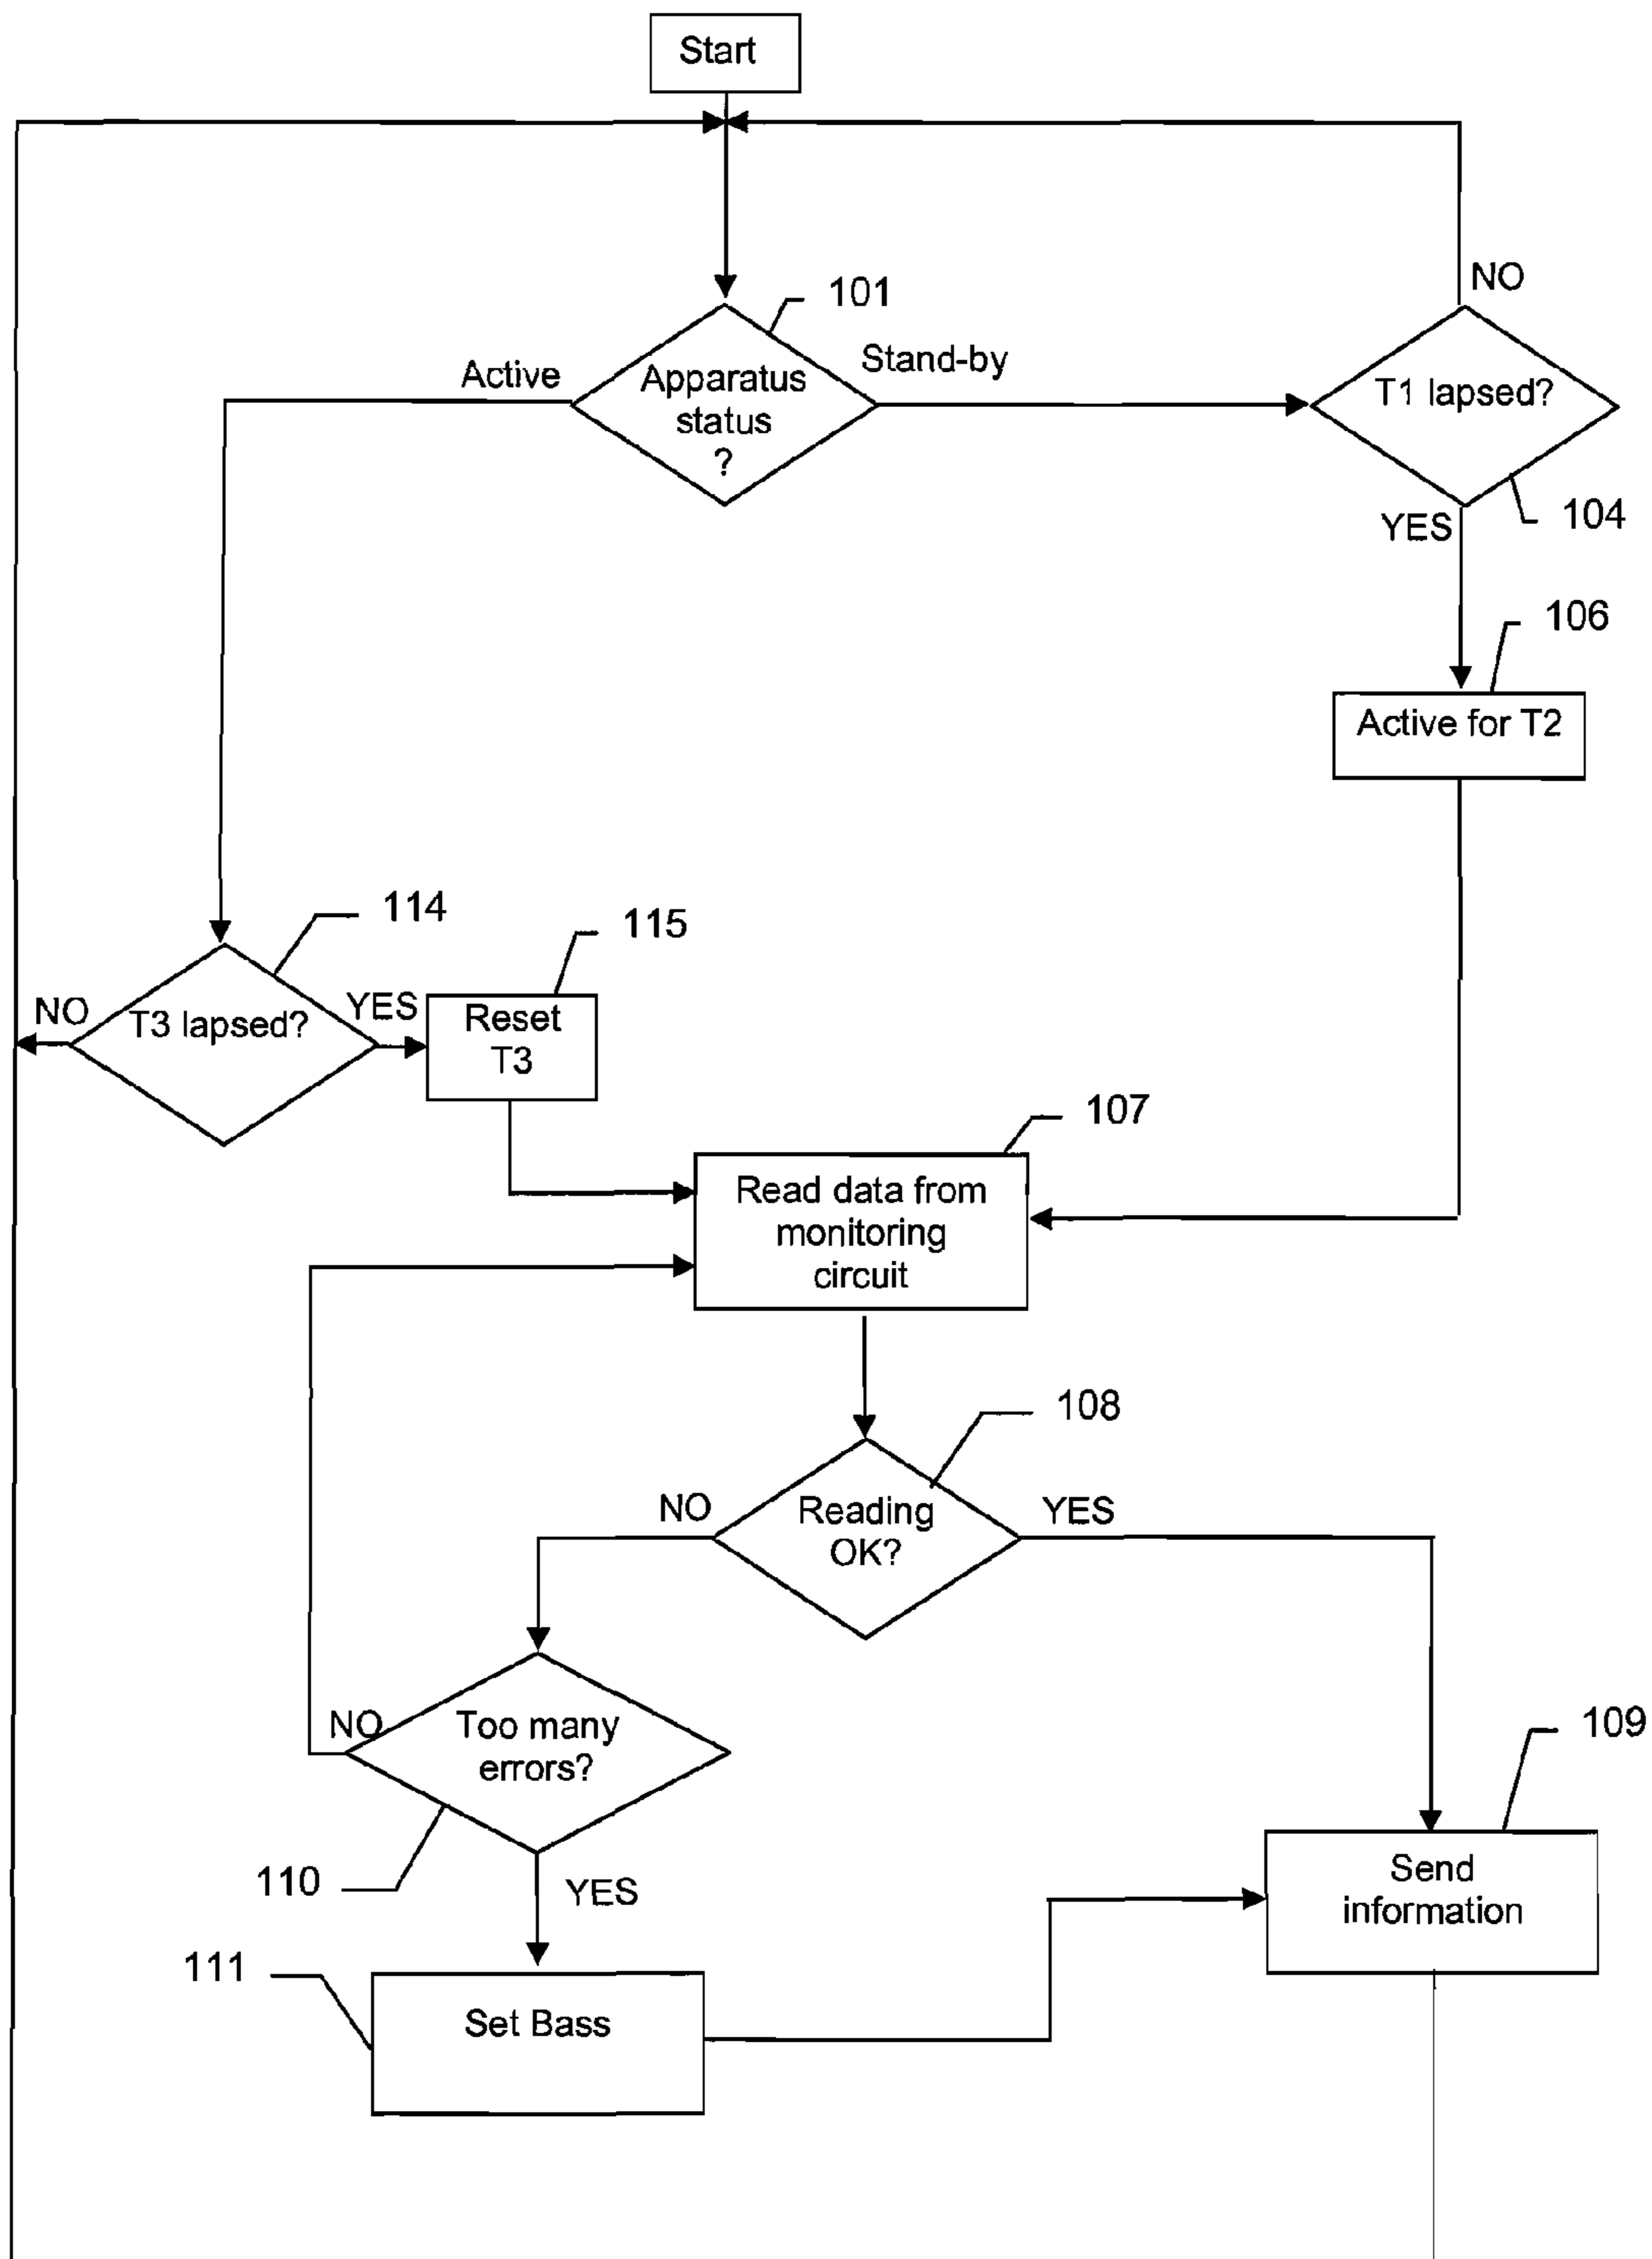 Start
101
NO
Active
Apparatus
status
?
Stand-by
T1 lapsed?
104
YES
106
Active for T2
114
115
NO
T3 lapsed?
YES
Reset
T3
107
Read data from
monitoring
circuit
108
NO
Reading
OK?
YES
NO
Too many
errors?
109
110
YES
Send
information
111
Set Bass